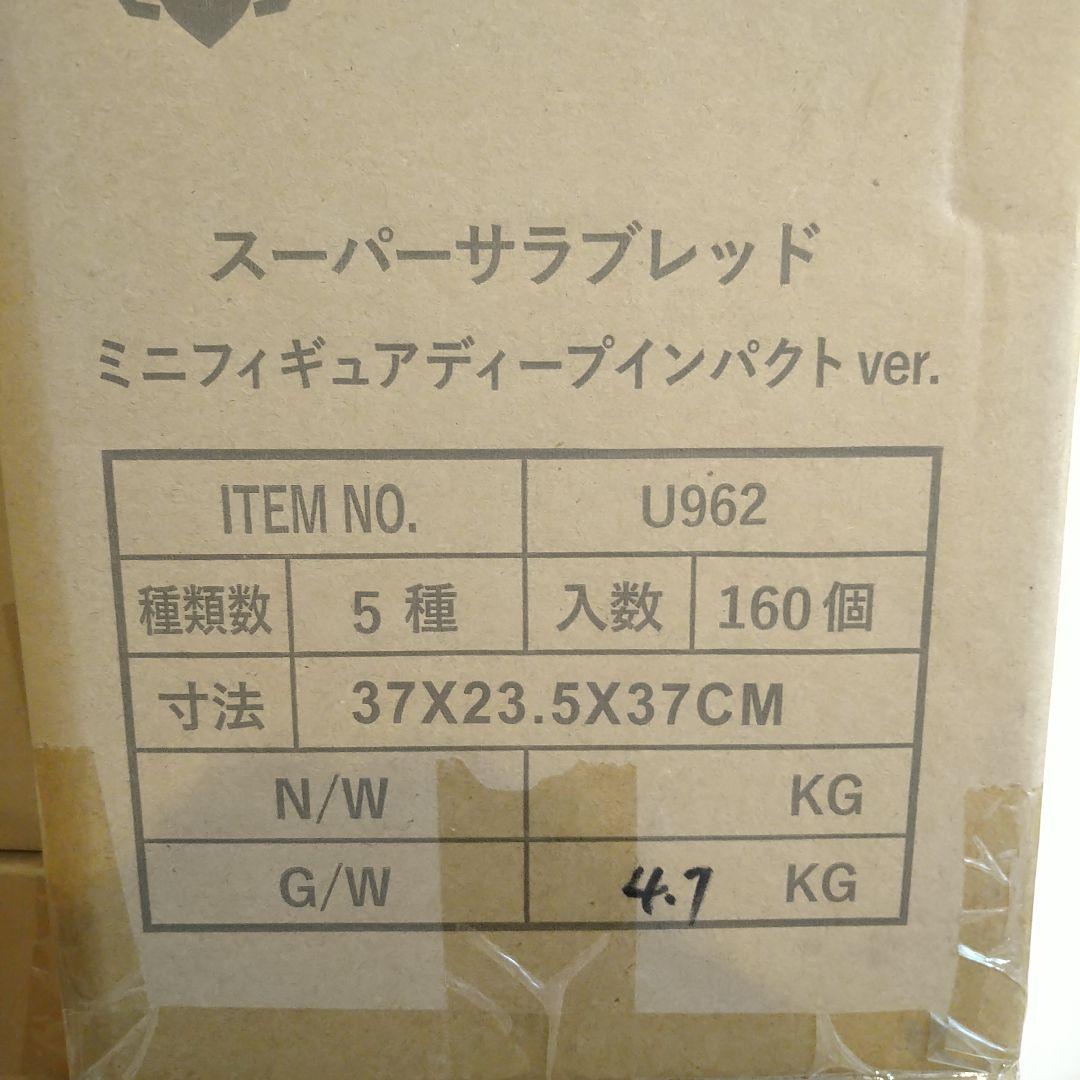 スーパーサラブレッド
ミニフィギュアディープインパクト ver.
ITEM NO. U962
種類数 5 種 入数 160 個
寸法 37X23.5X37CM
N/W KG
G/W 4.7 KG